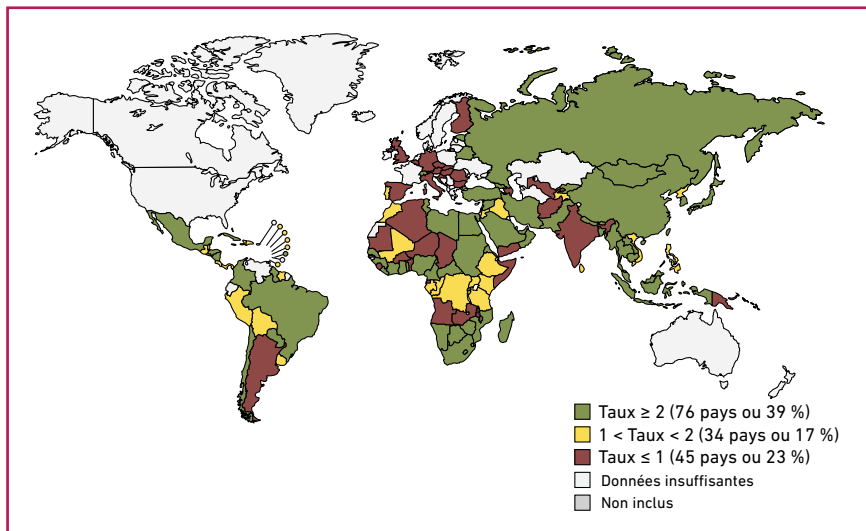 Taux ≥ 2 (76 pays ou 39 %)
1 < Taux < 2 (34 pays ou 17 %)
Taux ≤ 1 (45 pays ou 23 %)
Données insuffisantes
Non inclus